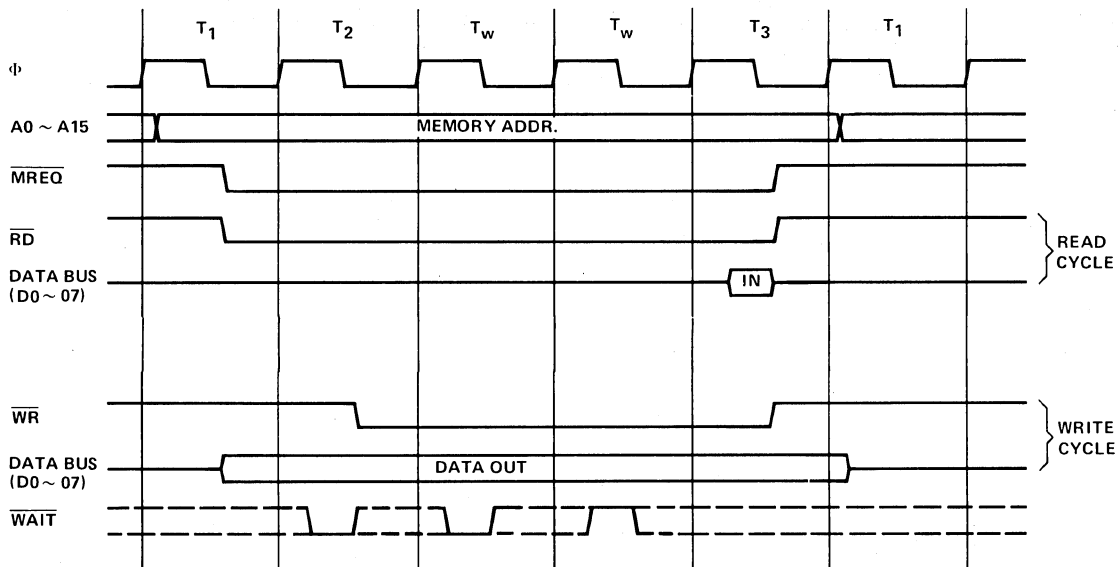 T1 T2 Tw Tw T3 T1
Φ
A0 ~ A15 MEMORY ADDR.
MREQ
RD
DATA BUS
(D0 ~ 07)
IN
READ
CYCLE
WR
DATA BUS
(D0 ~ 07)
DATA OUT
WRITE
CYCLE
WAIT